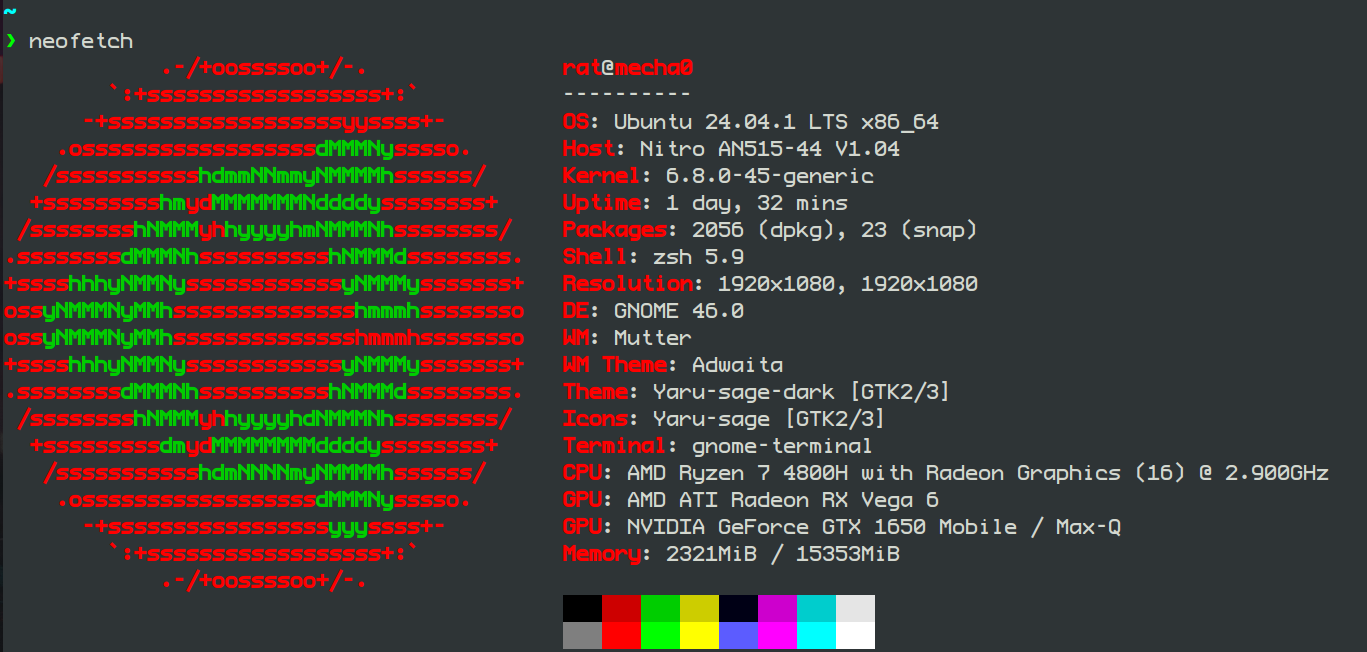 ~
❯ neofetch
.-/+oossssoo+/-.
`:+ssssssssssssssssss+:`
-+ssssssssssssssssssyyssss+-
.ossssssssssssssssssdMMMNysssso.
/ssssssssssshdmmNNmmyNMMMMhssssss/
+ssssssssshmydMMMMMMMNddddyssssssss+
/sssssssshNMMMyhhyyyyhmNMMMNhssssssss/
.ssssssssdMMMNhsssssssssshNMMMdssssssss.
+sssshhhyNMMNyssssssssssssyNMMMysssssss+
ossyNMMMNyMMhsssssssssssssshmmmhssssssso
ossyNMMMNyMMhsssssssssssssshmmmhssssssso
+sssshhhyNMMNyssssssssssssyNMMMysssssss+
.ssssssssdMMMNhsssssssssshNMMMdssssssss.
/sssssssshNMMMyhhyyyyhdNMMMNhssssssss/
+sssssssssdmydMMMMMMMMddddyssssssss+
/ssssssssssshdmNNNNmyNMMMMhssssss/
.ossssssssssssssssssdMMMNysssso.
-+sssssssssssssssssyyyssss+-
`:+ssssssssssssssssss+:`
.-/+oossssoo+/-.
rat@mecha0
----------
OS: Ubuntu 24.04.1 LTS x86_64
Host: Nitro AN515-44 V1.04
Kernel: 6.8.0-45-generic
Uptime: 1 day, 32 mins
Packages: 2056 (dpkg), 23 (snap)
Shell: zsh 5.9
Resolution: 1920x1080, 1920x1080
DE: GNOME 46.0
WM: Mutter
WM Theme: Adwaita
Theme: Yaru-sage-dark [GTK2/3]
Icons: Yaru-sage [GTK2/3]
Terminal: gnome-terminal
CPU: AMD Ryzen 7 4800H with Radeon Graphics (16) @ 2.900GHz
GPU: AMD ATI Radeon RX Vega 6
GPU: NVIDIA GeForce GTX 1650 Mobile / Max-Q
Memory: 2321MiB / 15353MiB